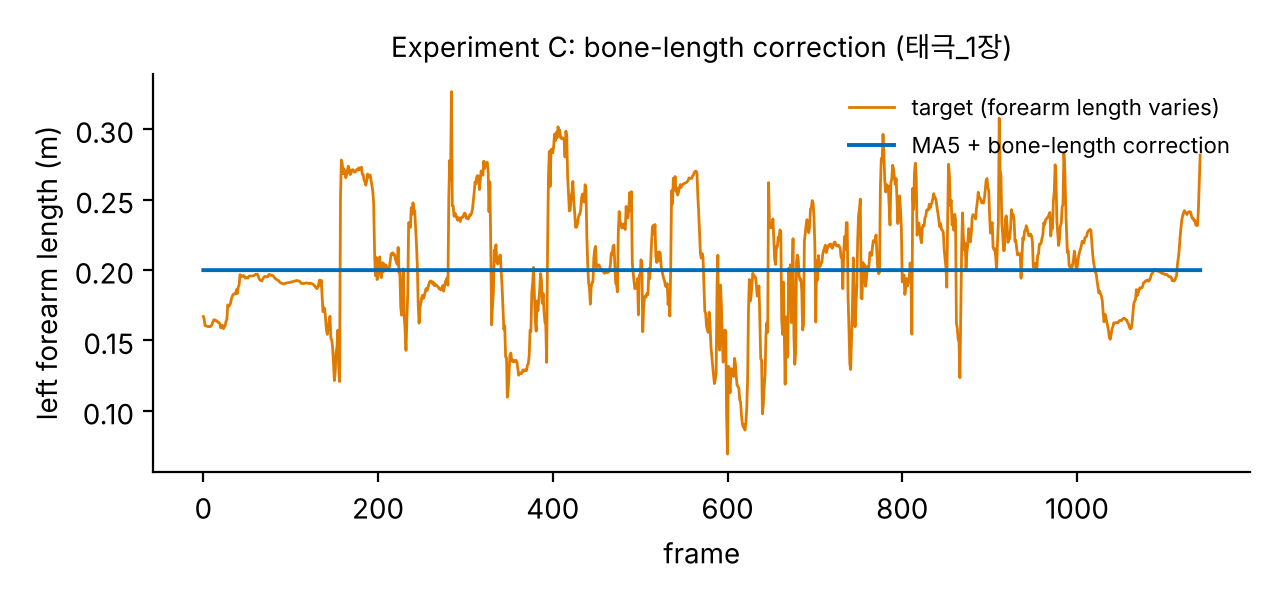 Experiment C: bone-length correction (태극_1장)
target (forearm length varies)
MA5 + bone-length correction
left forearm length (m)
0.30
0.25
0.20
0.15
0.10
0 200 400 600 800 1000
frame